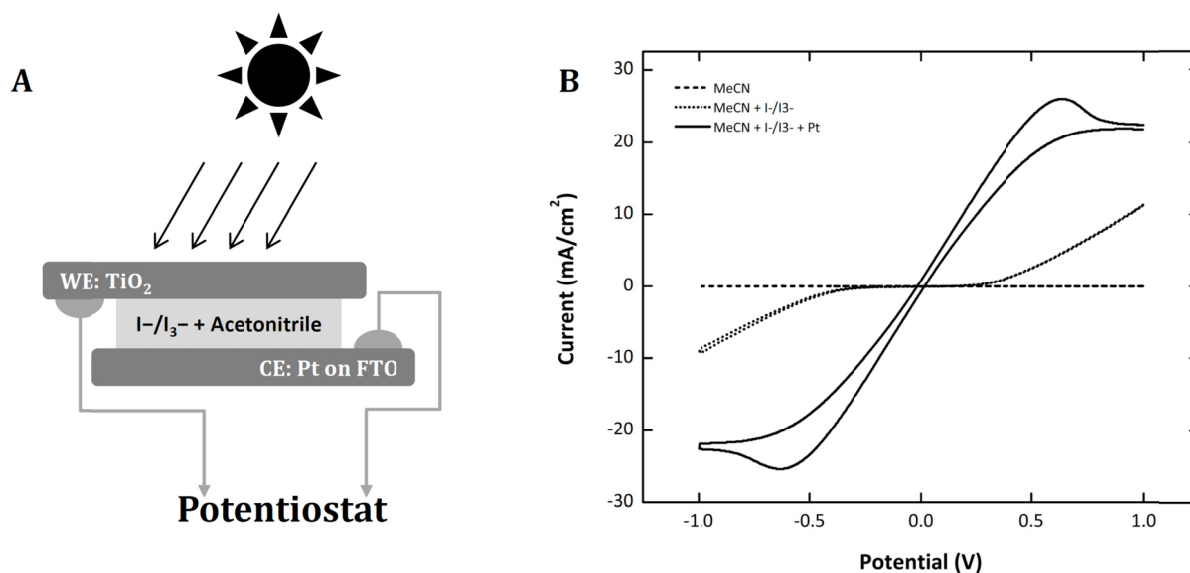 A
WE: TiO₂
I−/I₃− + Acetonitrile
CE: Pt on FTO
Potentiostat
B
MeCN
MeCN + I-/I3-
MeCN + I-/I3- + Pt
Current (mA/cm²)
30
20
10
0
-10
-20
-30
-1.0 -0.5 0.0 0.5 1.0
Potential (V)